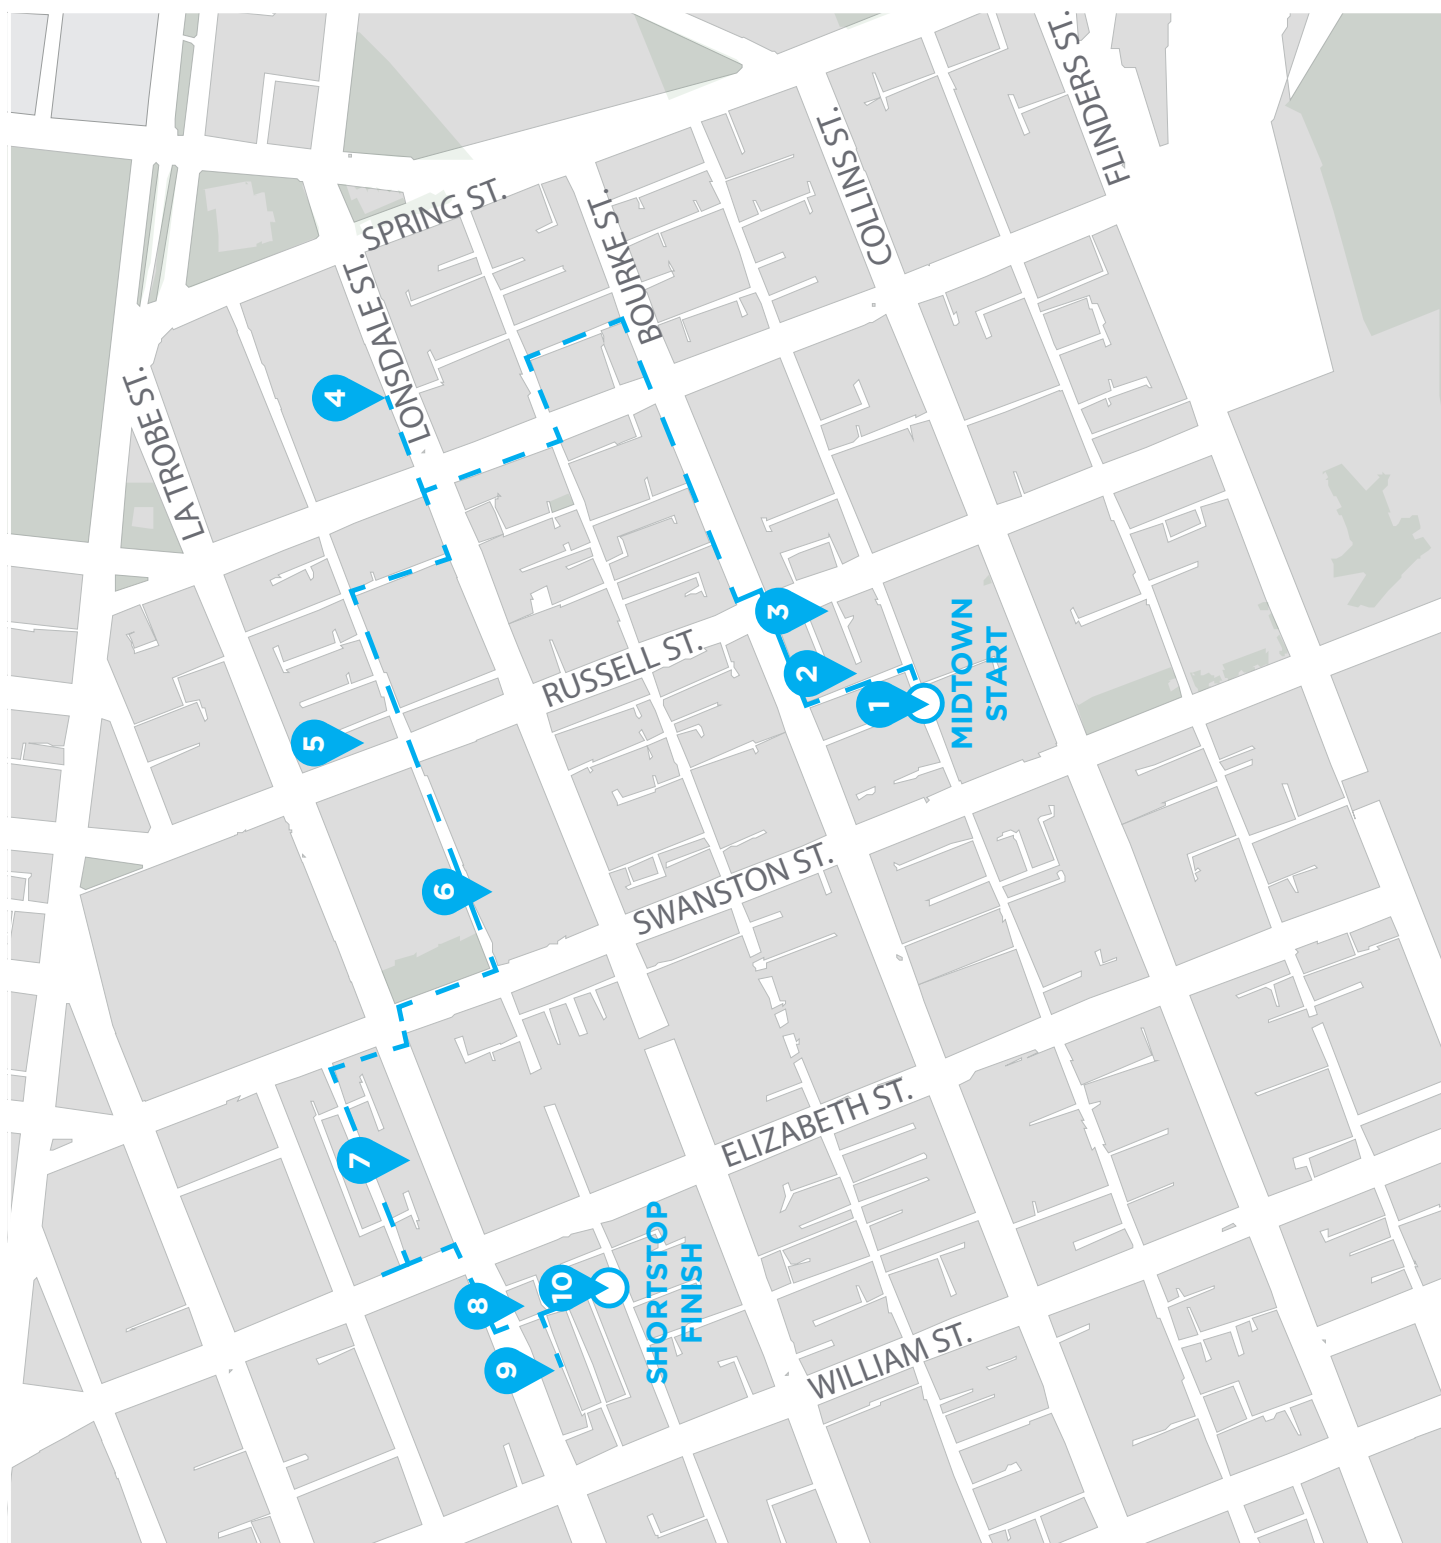 FLINDERS ST.
COLLINS ST.
SPRING ST.
BOURKE ST.
LONSDALE ST.
LA TROBE ST.
4
RUSSELL ST.
3
2
1
MIDTOWN
START
5
6
SWANSTON ST.
7
ELIZABETH ST.
8
9
10
SHORTSTOP
FINISH
WILLIAM ST.